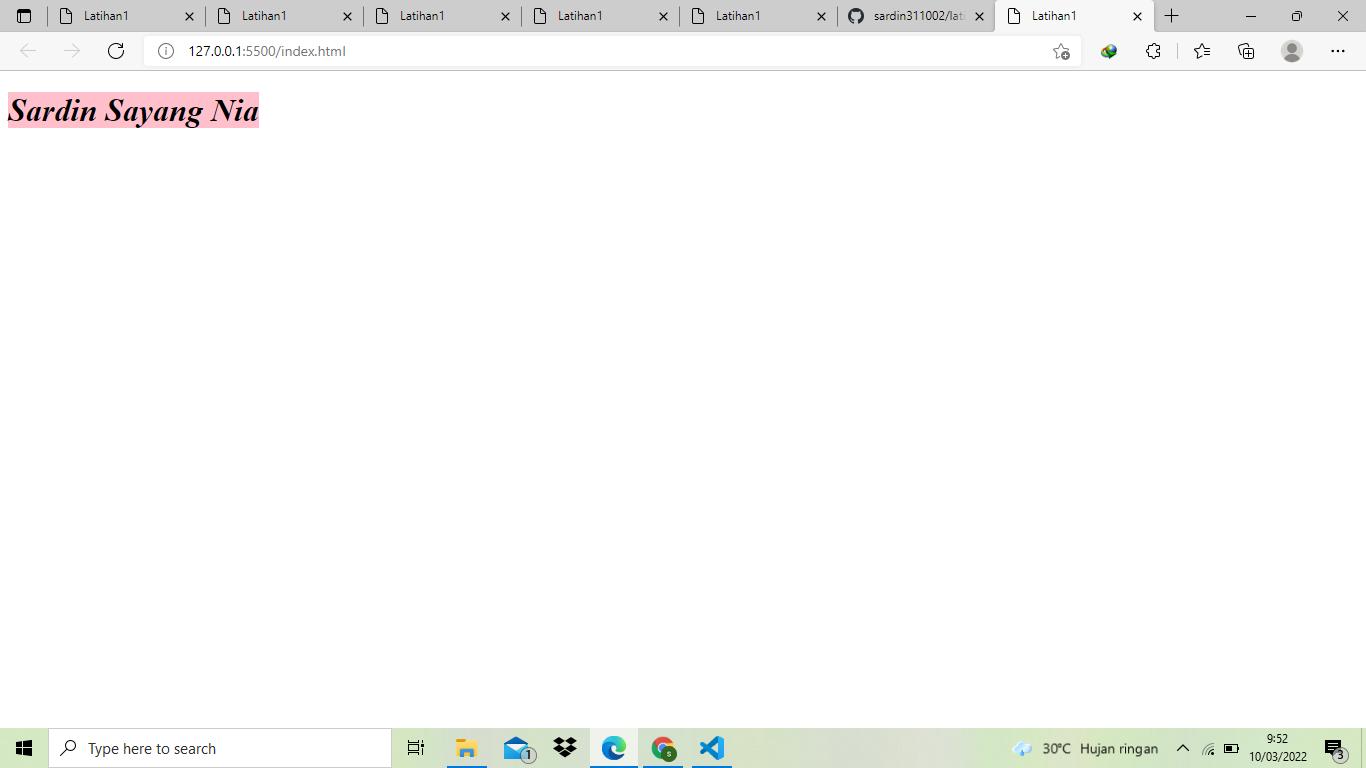 Latihan1
Latihan1
Latihan1
Latihan1
Latihan1
sardin311002/lat
Latihan1
127.0.0.1:5500/index.html
Sardin Sayang Nia
Type here to search
1
s
30°C Hujan ringan
9:52
10/03/2022
3